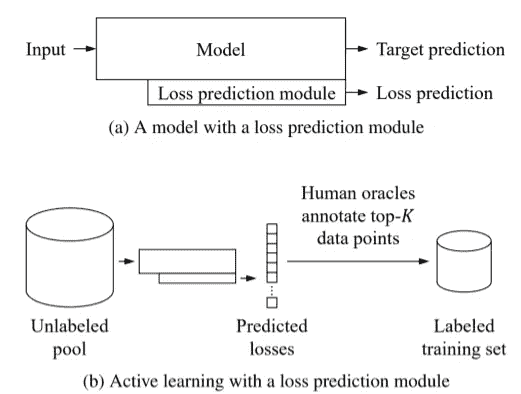 Input
Model
Target prediction
Loss prediction module
Loss prediction
(a) A model with a loss prediction module
Human oracles
annotate top-K
data points
Unlabeled
pool
Predicted
losses
Labeled
training set
(b) Active learning with a loss prediction module